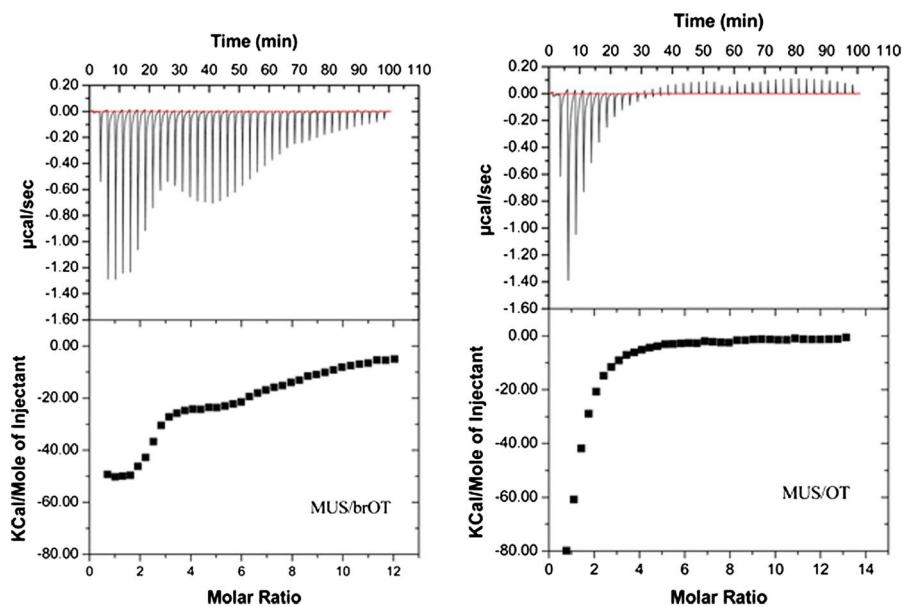 Time (min)
0 10 20 30 40 50 60 70 80 90 100 110
0.20
0.00
-0.20
-0.40
-0.60
-0.80
-1.00
-1.20
-1.40
-1.60
µcal/sec
0.00
-20.00
-40.00
-60.00
-80.00
KCal/Mole of Injectant
MUS/brOT
0 2 4 6 8 10 12
Molar Ratio
Time (min)
0 10 20 30 40 50 60 70 80 90 100 110
0.20
0.00
-0.20
-0.40
-0.60
-0.80
-1.00
-1.20
-1.40
-1.60
µcal/sec
0.00
-20.00
-40.00
-60.00
-80.00
KCal/Mole of Injectant
MUS/OT
0 2 4 6 8 10 12 14
Molar Ratio